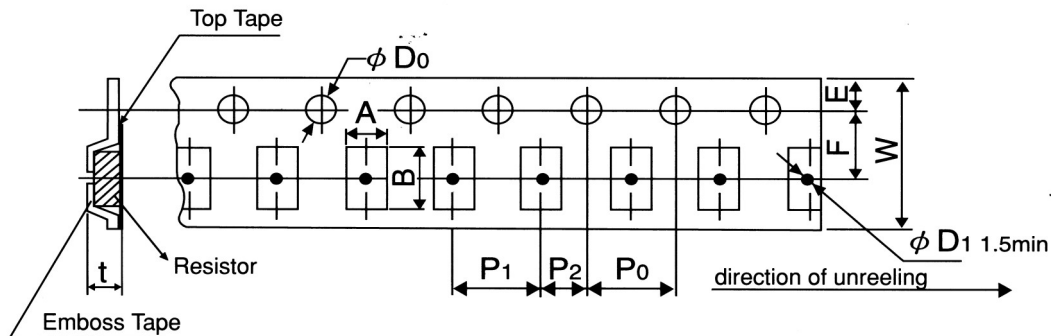 Top Tape
φ D0
A
E
F
W
B
t
Resistor
Emboss Tape
P1
P2
P0
φ D1 1.5min
direction of unreeling